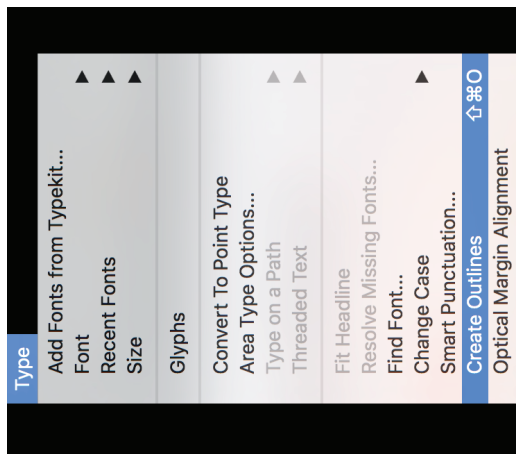 Type
Add Fonts from Typekit...
Font ▶
Recent Fonts ▶
Size ▶
Glyphs
Convert To Point Type
Area Type Options...
Type on a Path ▶
Threaded Text ▶
Fit Headline
Resolve Missing Fonts...
Find Font...
Change Case ▶
Smart Punctuation...
Create Outlines ⇧⌘O
Optical Margin Alignment